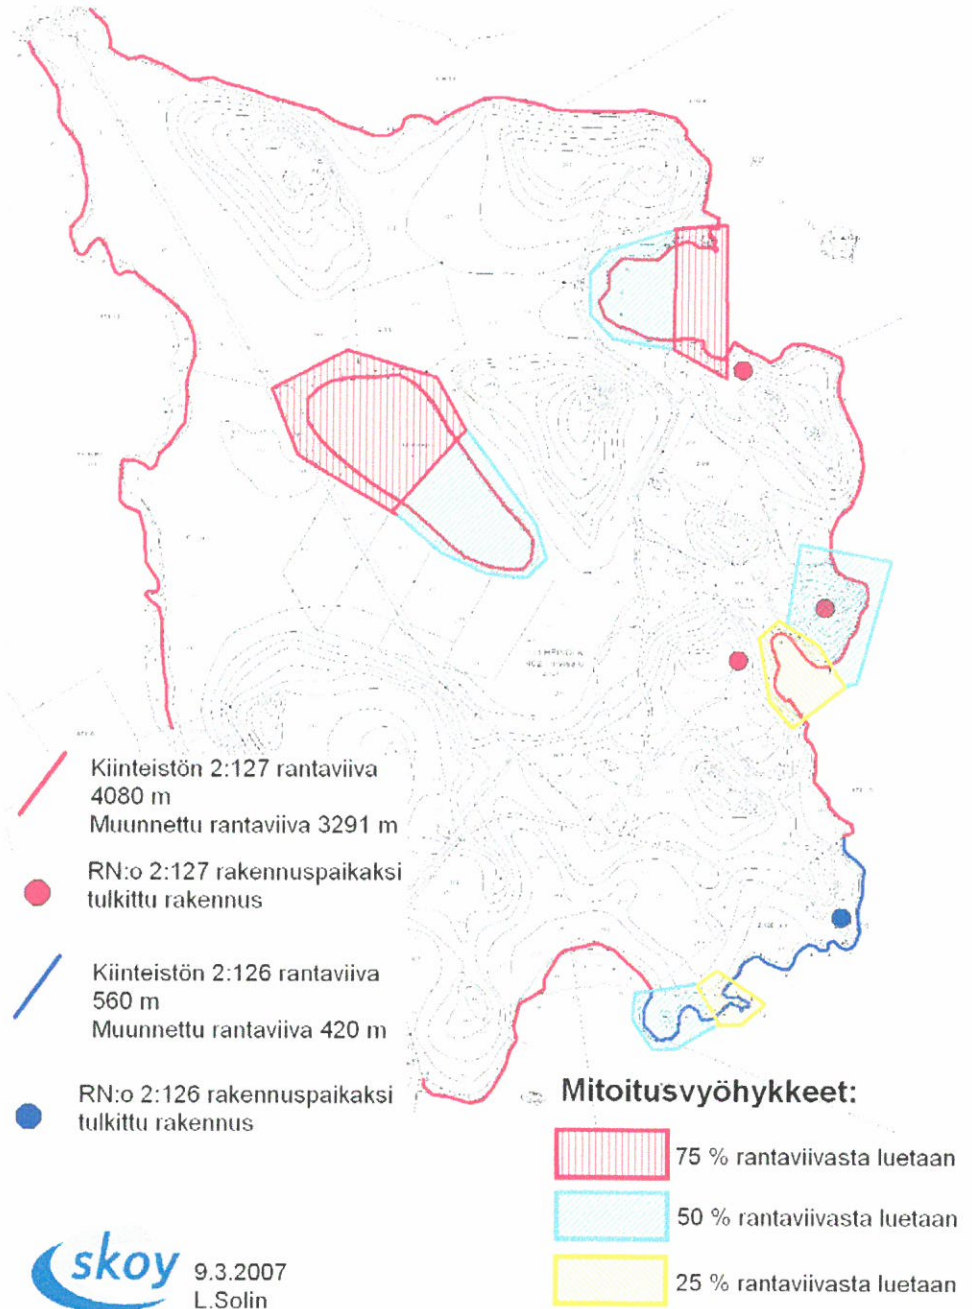 Kiinteistön 2:127 rantaviiva
4080 m
Muunnettu rantaviiva 3291 m
RN:o 2:127 rakennuspaikaksi
tulkittu rakennus
Kiinteistön 2:126 rantaviiva
560 m
Muunnettu rantaviiva 420 m
RN:o 2:126 rakennuspaikaksi
tulkittu rakennus
Mitoitusvyöhykkeet:
75 % rantaviivasta luetaan
50 % rantaviivasta luetaan
25 % rantaviivasta luetaan
skoy
9.3.2007
L.Solin